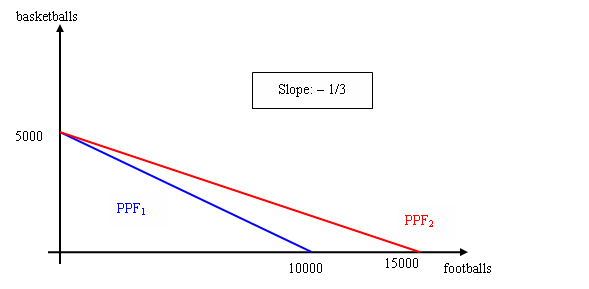 basketballs
Slope: – 1/3
5000
PPF1
PPF2
10000
15000
footballs